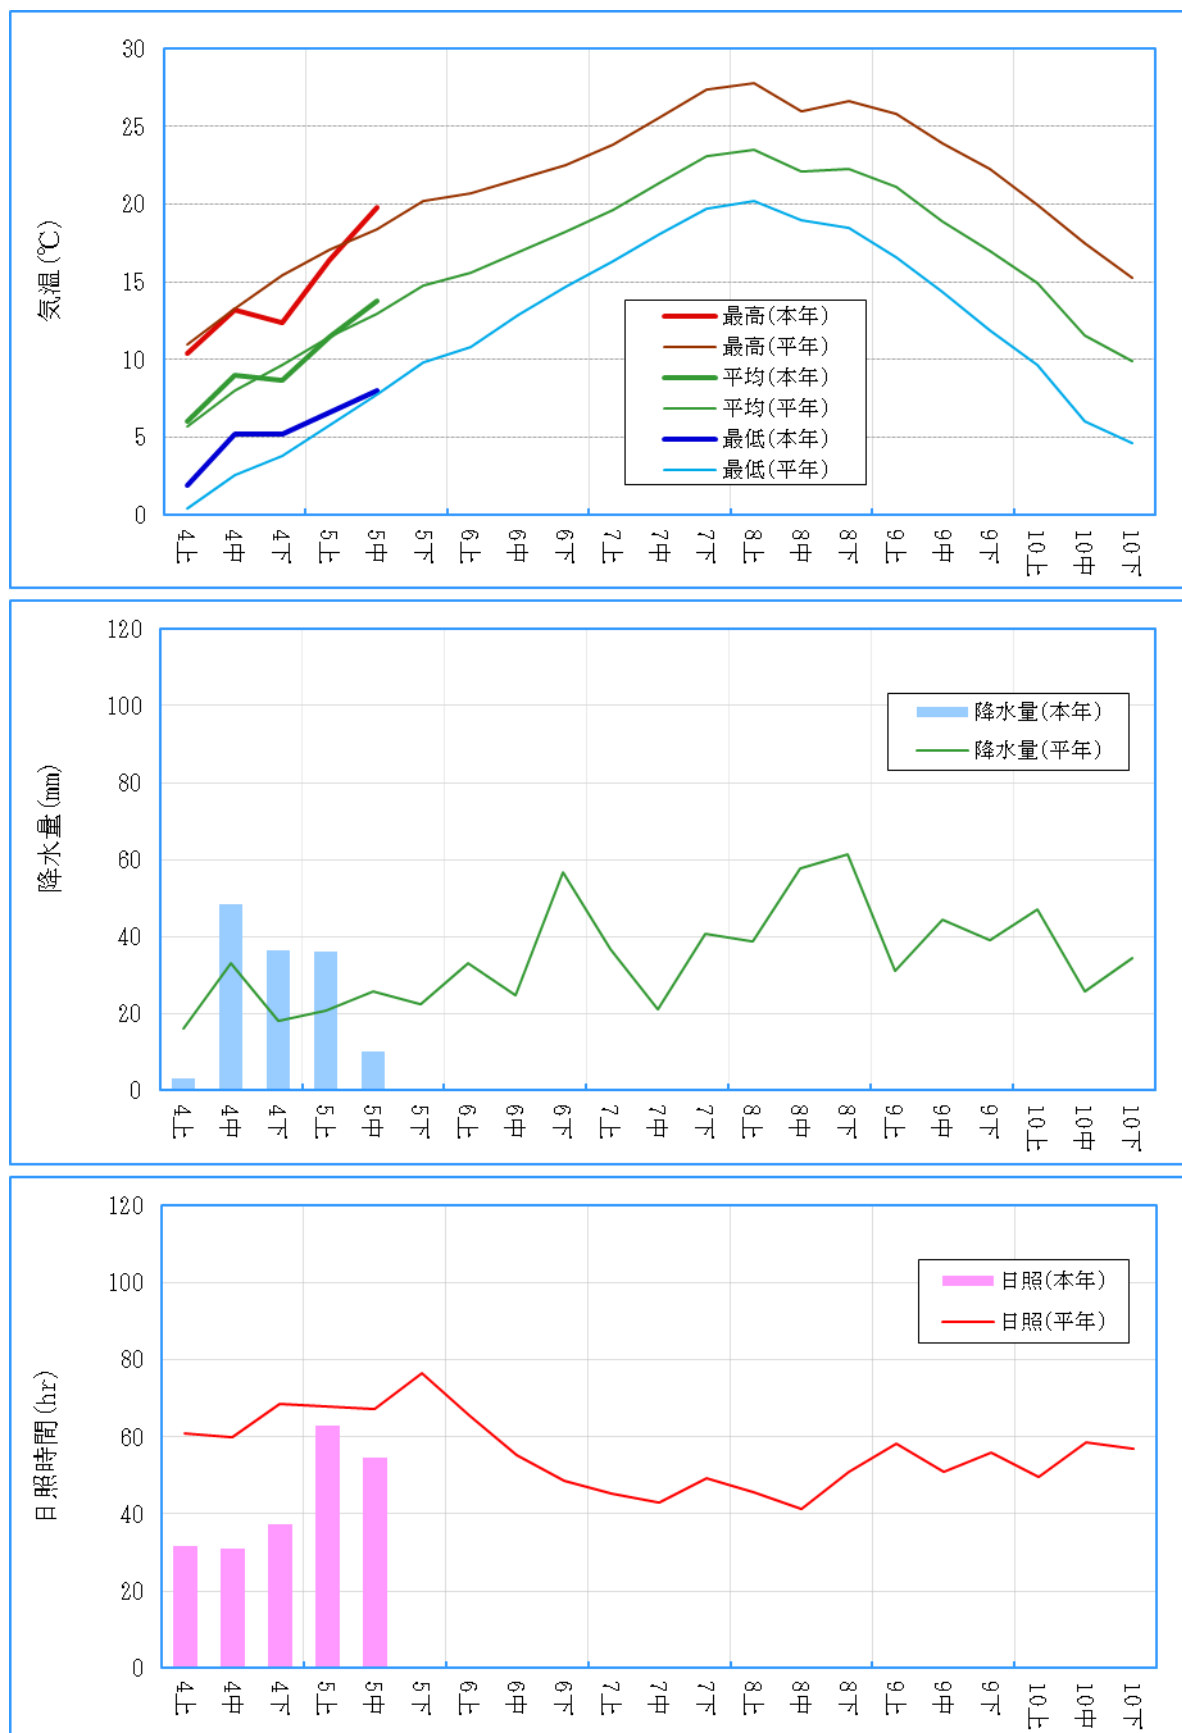 気温(℃)
30
25
20
15
10
5
0
最高(本年)
最高(平年)
平均(本年)
平均(平年)
最低(本年)
最低(平年)
4上
4中
4下
5上
5中
5下
6上
6中
6下
7上
7中
7下
8上
8中
8下
9上
9中
9下
10上
10中
10下
降水量(mm)
120
100
80
60
40
20
0
降水量(本年)
降水量(平年)
4上
4中
4下
5上
5中
5下
6上
6中
6下
7上
7中
7下
8上
8中
8下
9上
9中
9下
10上
10中
10下
日照時間(hr)
120
100
80
60
40
20
0
日照(本年)
日照(平年)
4上
4中
4下
5上
5中
5下
6上
6中
6下
7上
7中
7下
8上
8中
8下
9上
9中
9下
10上
10中
10下